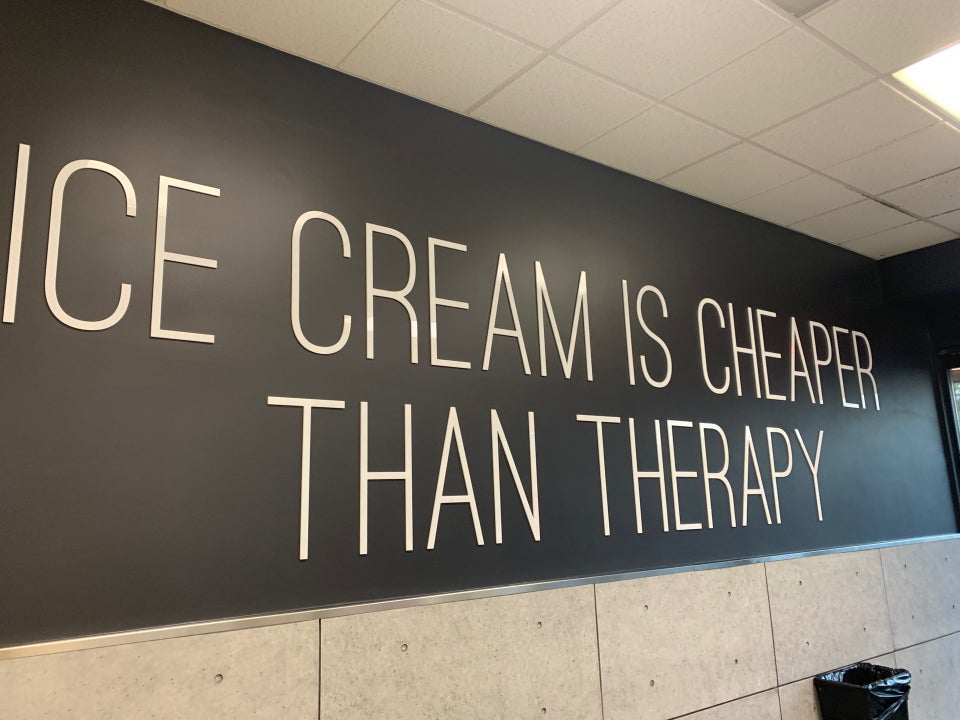 ICE CREAM IS CHEAPER
THAN THERAPY